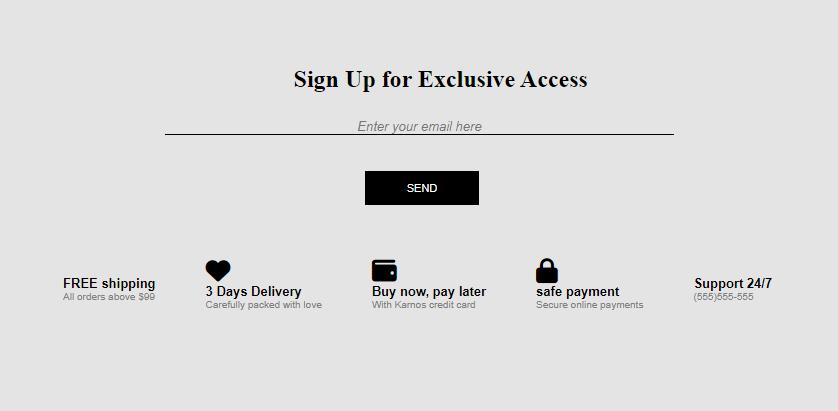 Sign Up for Exclusive Access
Enter your email here
SEND
FREE shipping
All orders above $99
3 Days Delivery
Carefully packed with love
Buy now, pay later
With Karnos credit card
safe payment
Secure online payments
Support 24/7
(555)555-555